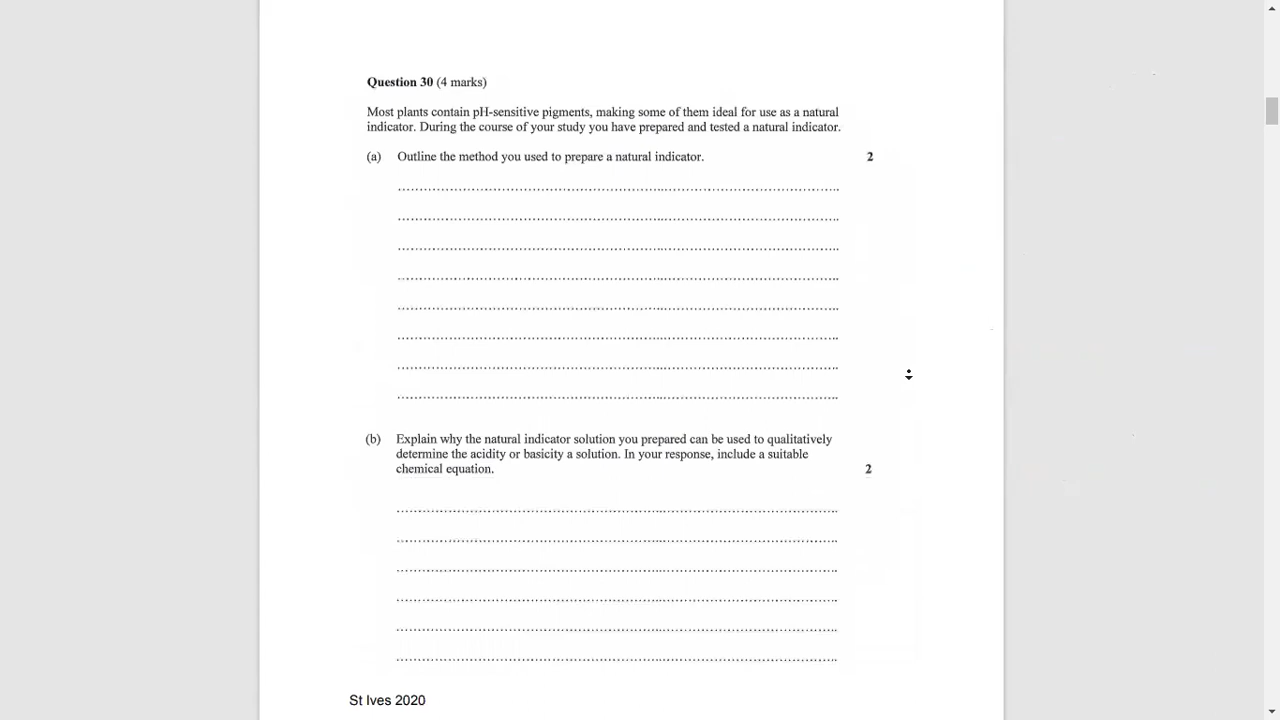 Question 30 (4 marks)
Most plants contain pH-sensitive pigments, making some of them ideal for use as a natural
indicator. During the course of your study you have prepared and tested a natural indicator.
(a) Outline the method you used to prepare a natural indicator. 2
(b) Explain why the natural indicator solution you prepared can be used to qualitatively
determine the acidity or basicity a solution. In your response, include a suitable
chemical equation. 2
St Ives 2020